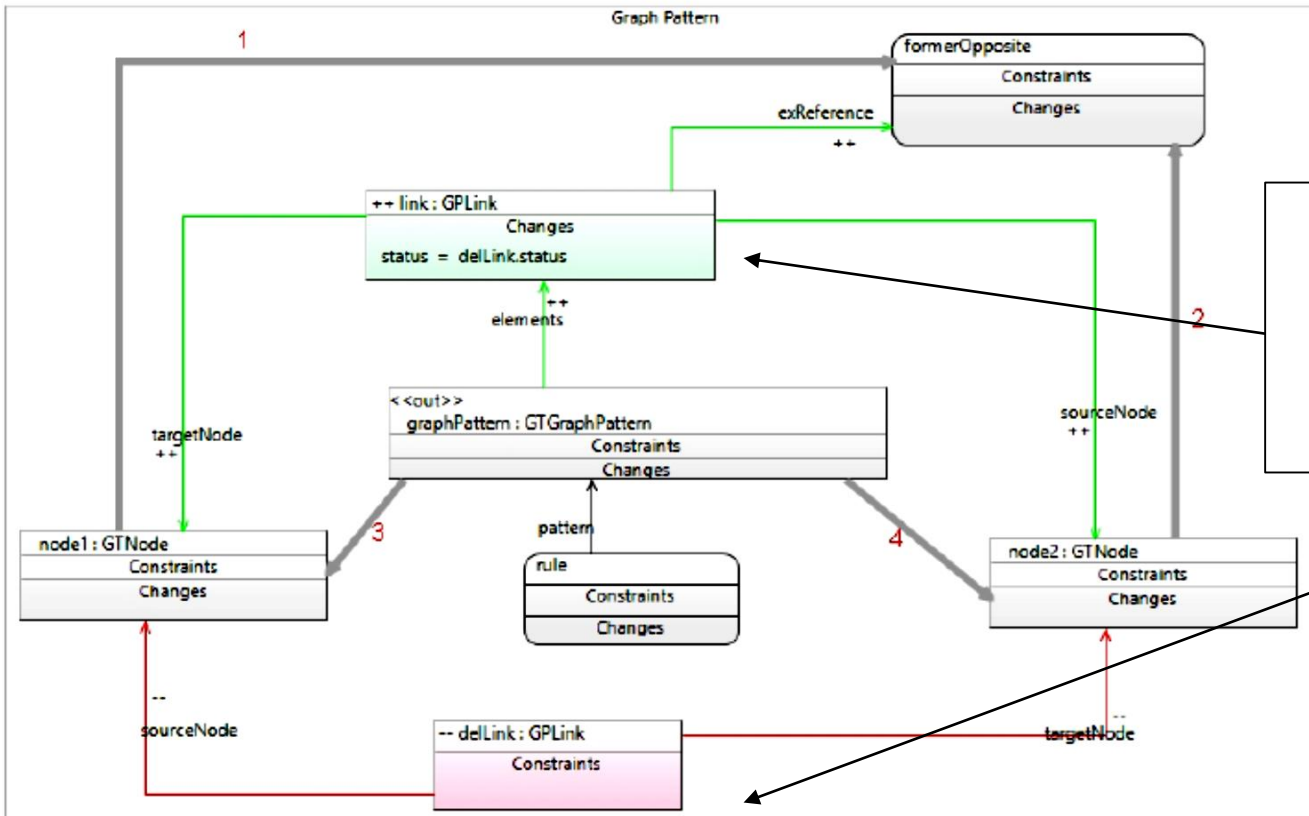 Graph Pattern
1
formerOpposite
Constraints
Changes
exReference
++
++ link : GPLink
Changes
status = delLink.status
++
elements
2
<<out>>
graphPattern : GTGraphPattern
Constraints
Changes
targetNode
++
sourceNode
++
3
pattern
4
node1 : GTNode
Constraints
Changes
rule
Constraints
Changes
node2 : GTNode
Constraints
Changes
--
sourceNode
-- delLink : GPLink
Constraints
--
targetNode